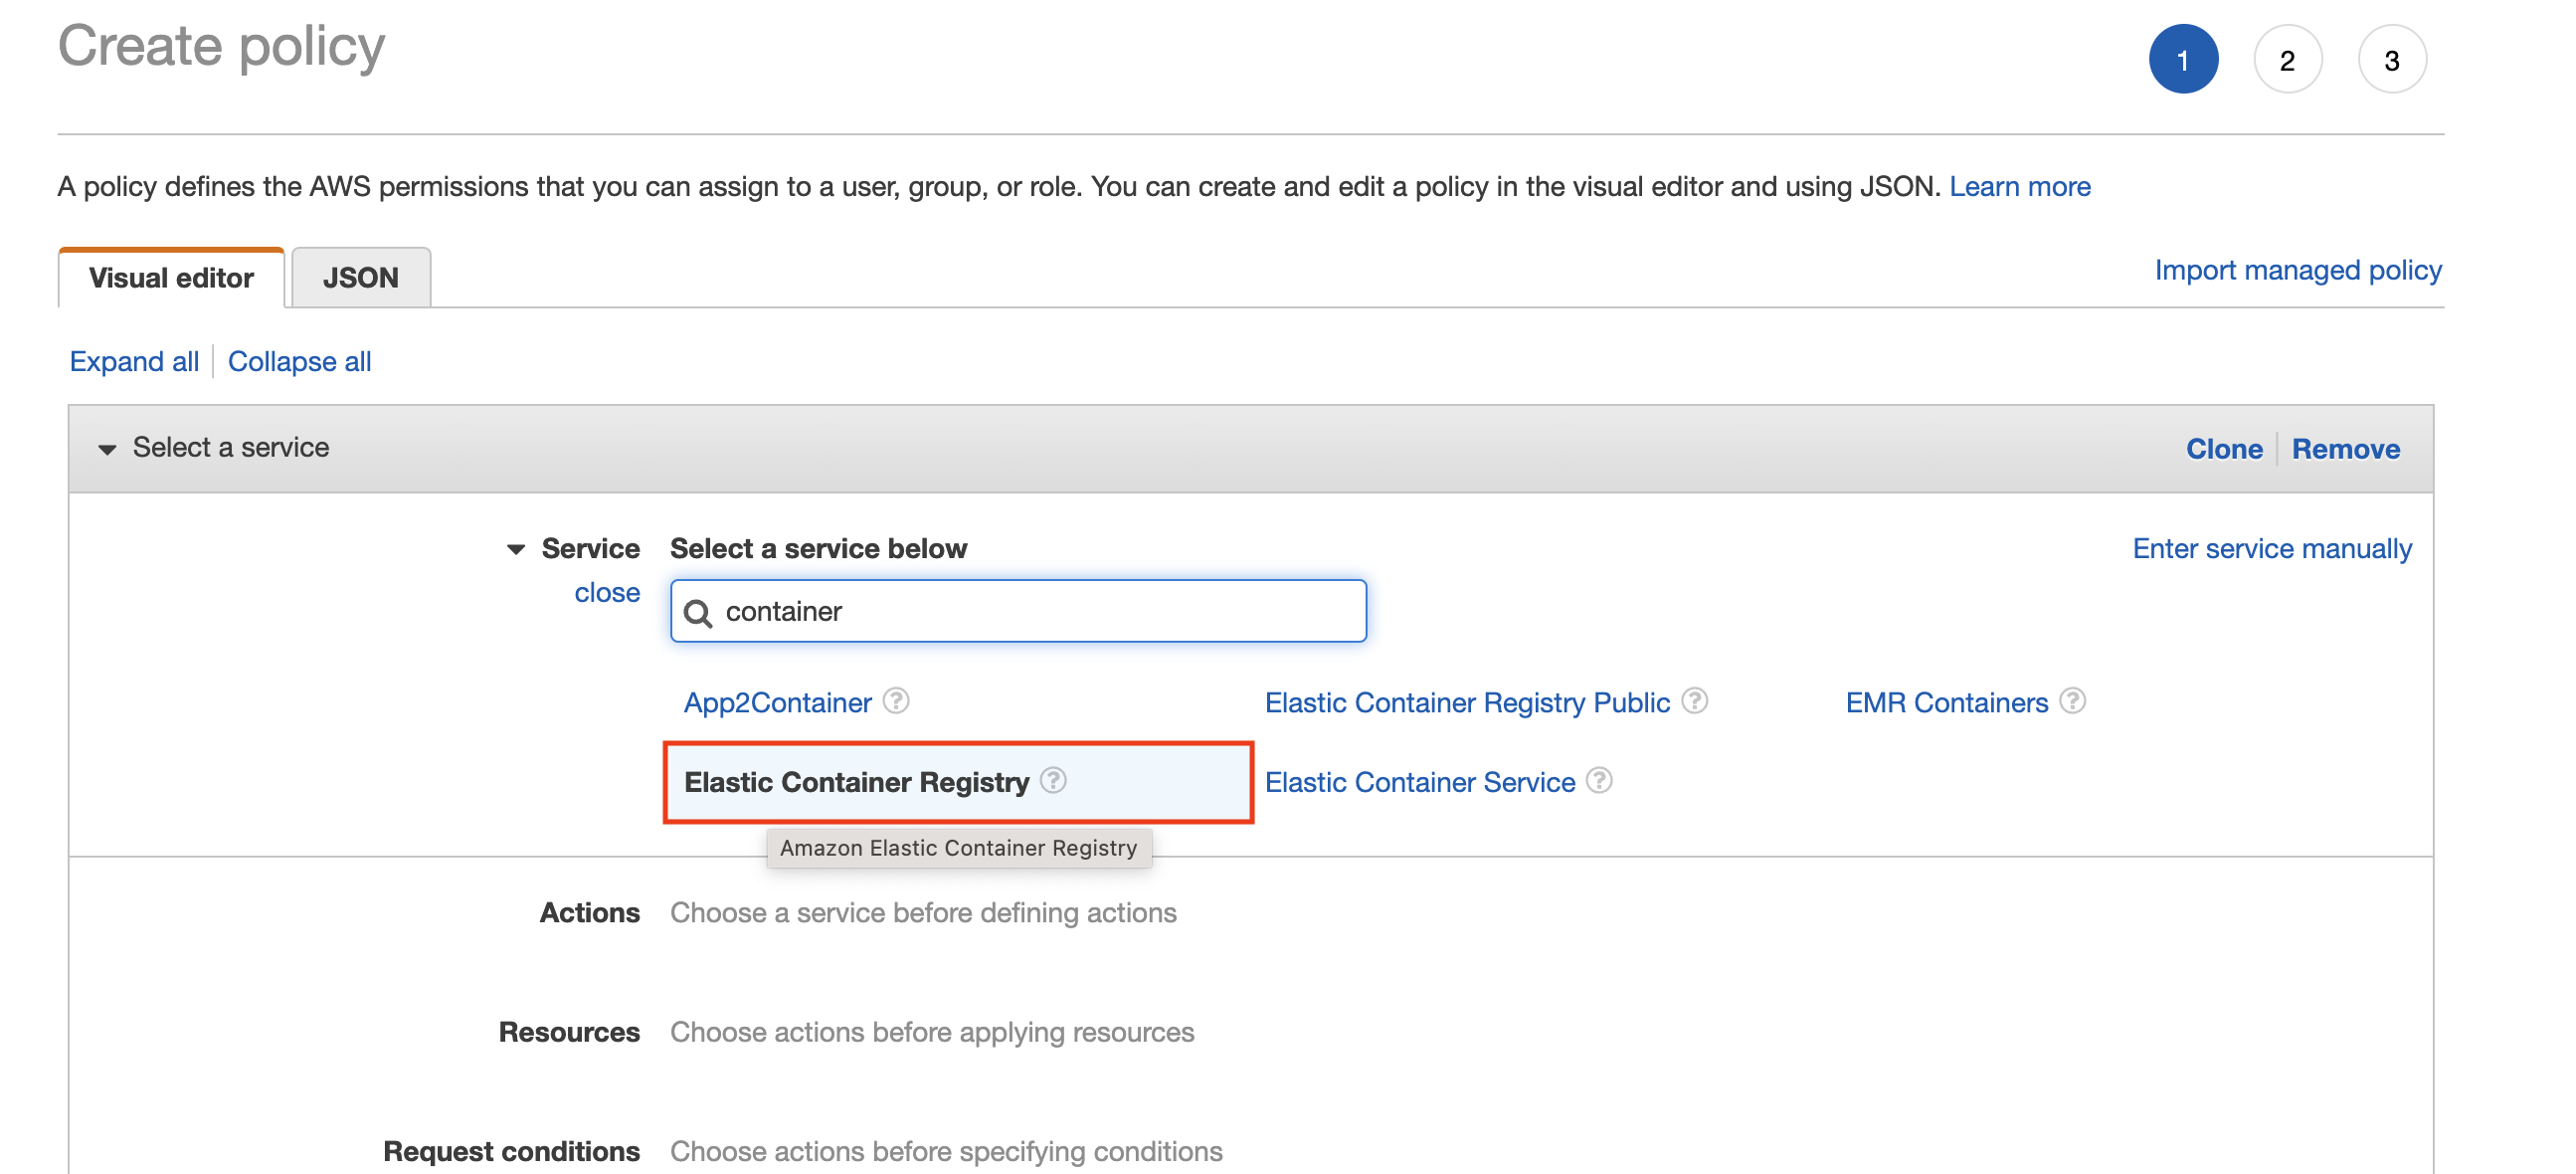 Create policy
1 2 3
A policy defines the AWS permissions that you can assign to a user, group, or role. You can create and edit a policy in the visual editor and using JSON. Learn more
Visual editor JSON Import managed policy
Expand all Collapse all
Select a service Clone Remove
Service Select a service below Enter service manually
close
container
App2Container ? Elastic Container Registry Public ? EMR Containers ?
Elastic Container Registry ? Elastic Container Service ?
Amazon Elastic Container Registry
Actions Choose a service before defining actions
Resources Choose actions before applying resources
Request conditions Choose actions before specifying conditions